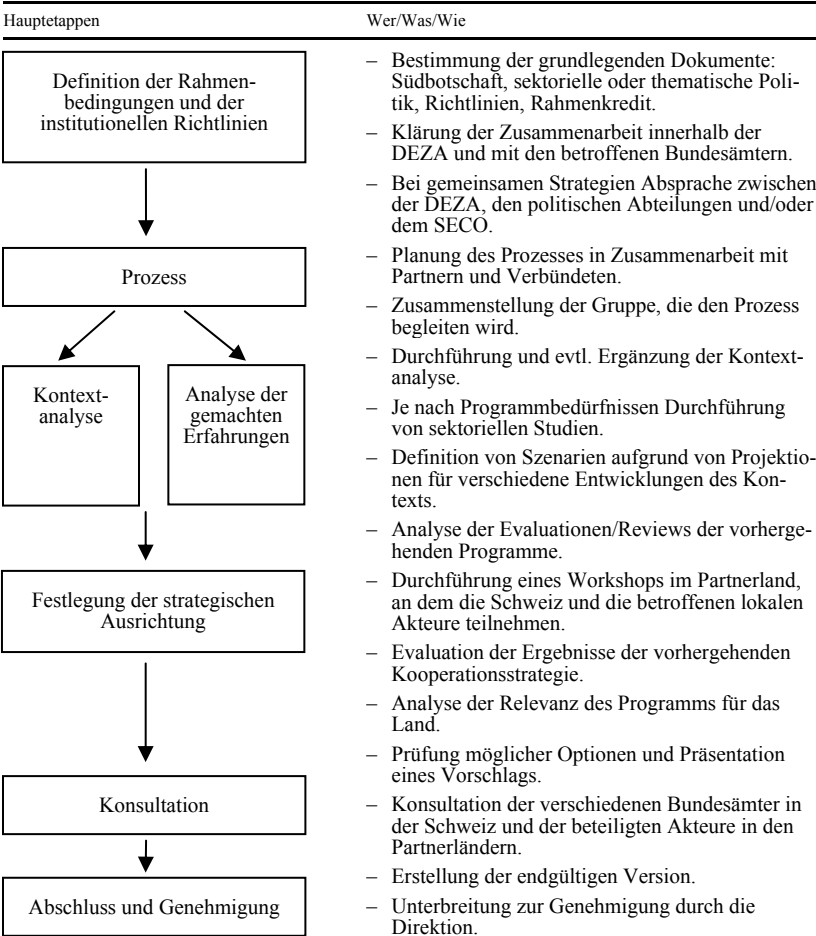 Hauptetappen
Wer/Was/Wie
Definition der Rahmen-
bedingungen und der
institutionellen Richtlinien
– Bestimmung der grundlegenden Dokumente:
Südbotschaft, sektorielle oder thematische Poli-
tik, Richtlinien, Rahmenkredit.
– Klärung der Zusammenarbeit innerhalb der
DEZA und mit den betroffenen Bundesämtern.
– Bei gemeinsamen Strategien Absprache zwischen
der DEZA, den politischen Abteilungen und/oder
dem SECO.
Prozess
– Planung des Prozesses in Zusammenarbeit mit
Partnern und Verbündeten.
– Zusammenstellung der Gruppe, die den Prozess
begleiten wird.
Kontext-
analyse
Analyse der
gemachten
Erfahrungen
– Durchführung und evtl. Ergänzung der Kontext-
analyse.
– Je nach Programmbedürfnissen Durchführung
von sektoriellen Studien.
– Definition von Szenarien aufgrund von Projektio-
nen für verschiedene Entwicklungen des Kon-
texts.
– Analyse der Evaluationen/Reviews der vorherge-
henden Programme.
Festlegung der strategischen
Ausrichtung
– Durchführung eines Workshops im Partnerland,
an dem die Schweiz und die betroffenen lokalen
Akteure teilnehmen.
– Evaluation der Ergebnisse der vorhergehenden
Kooperationsstrategie.
– Analyse der Relevanz des Programms für das
Land.
– Prüfung möglicher Optionen und Präsentation
eines Vorschlags.
Konsultation
– Konsultation der verschiedenen Bundesämter in
der Schweiz und der beteiligten Akteure in den
Partnerländern.
Abschluss und Genehmigung
– Erstellung der endgültigen Version.
– Unterbreitung zur Genehmigung durch die
Direktion.